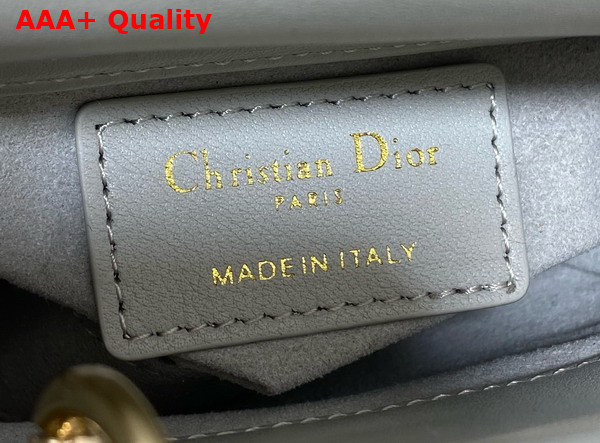 AAA+ Quality
Christian Dior
PARIS
MADE IN ITALY